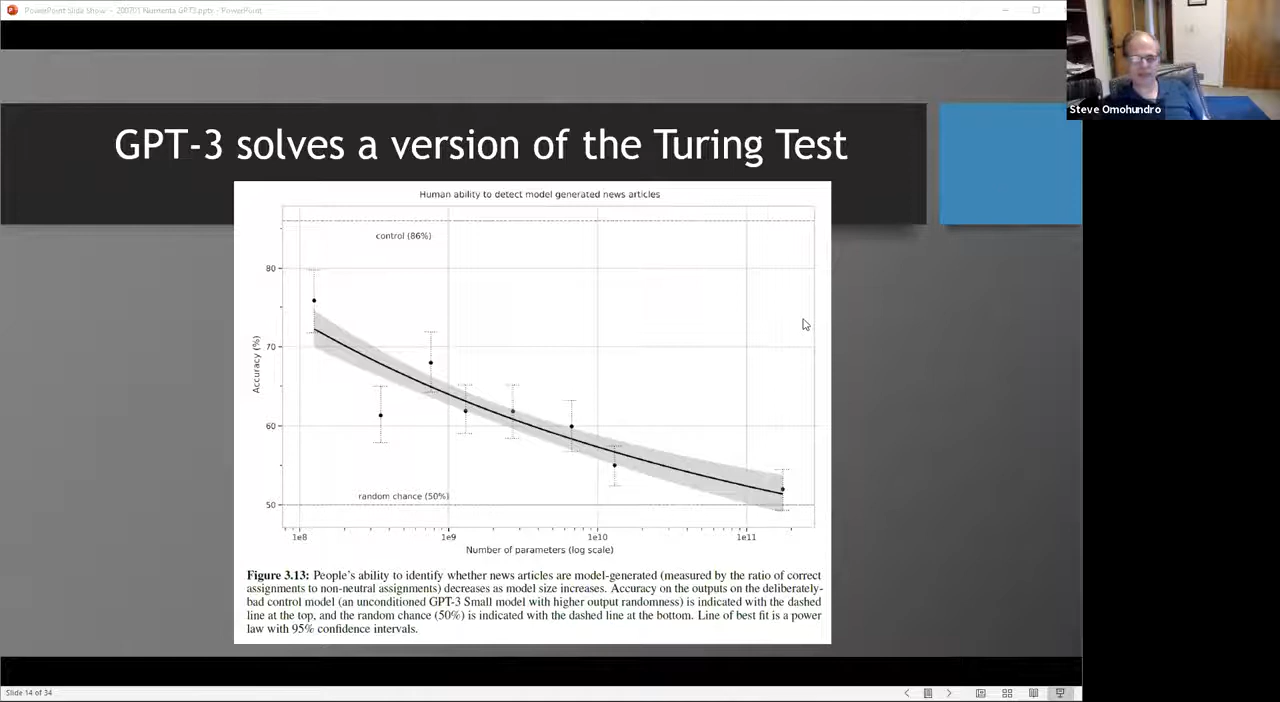 PowerPoint Slide Show - 200701 Numenta GPT3.pptx - PowerPoint
Steve Omohundro
GPT-3 solves a version of the Turing Test
Human ability to detect model generated news articles
control (86%)
80
70
60
50
Accuracy (%)
random chance (50%)
1e8 1e9 1e10 1e11
Number of parameters (log scale)
Figure 3.13: People's ability to identify whether news articles are model-generated (measured by the ratio of correct
assignments to non-neutral assignments) decreases as model size increases. Accuracy on the outputs on the deliberately-
bad control model (an unconditioned GPT-3 Small model with higher output randomness) is indicated with the dashed
line at the top, and the random chance (50%) is indicated with the dashed line at the bottom. Line of best fit is a power
law with 95% confidence intervals.
Slide 14 of 34